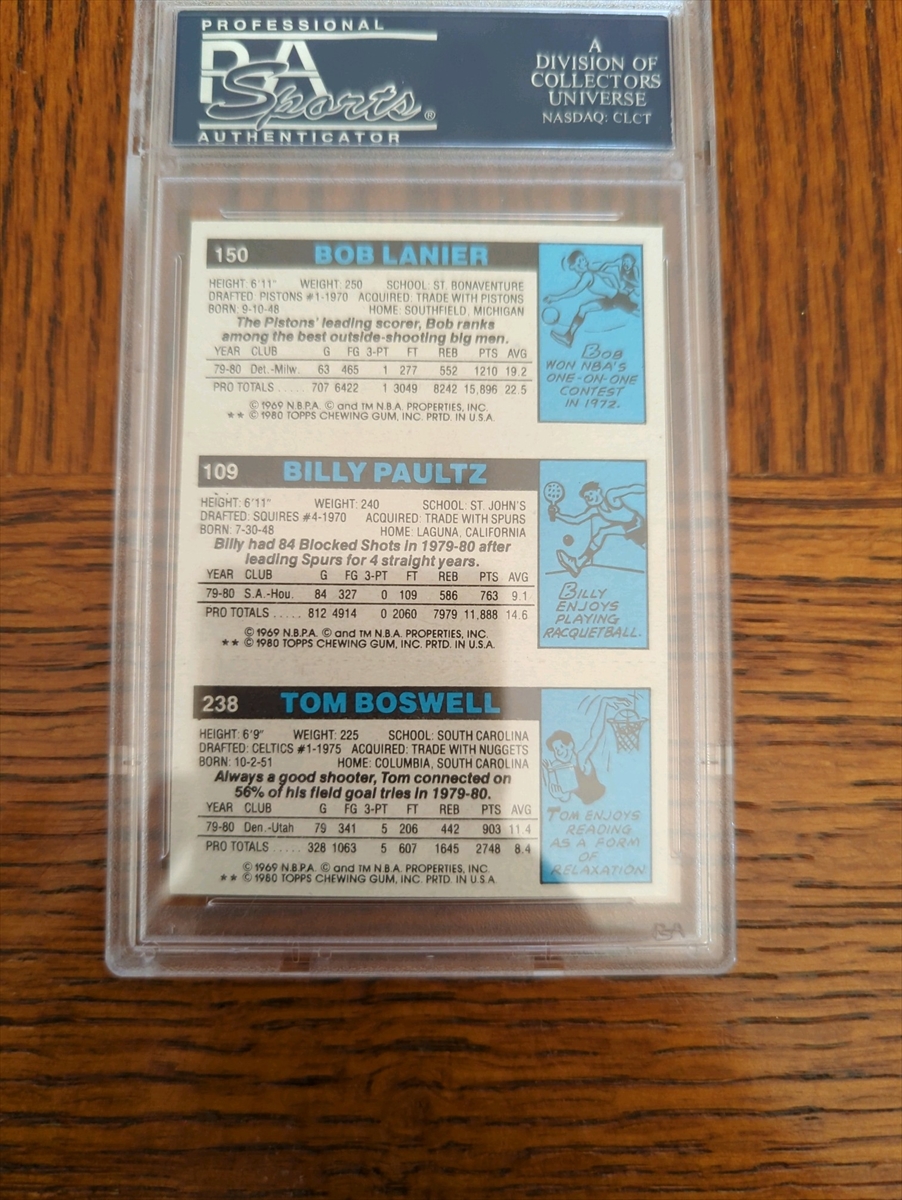 PROFESSIONAL
PSA
Sports®
AUTHENTICATOR
A
DIVISION OF
COLLECTORS
UNIVERSE
NASDAQ: CLCT
150 BOB LANIER
HEIGHT: 6'11" WEIGHT: 250 SCHOOL: ST. BONAVENTURE
DRAFTED: PISTONS #1-1970 ACQUIRED: TRADE WITH PISTONS
BORN: 9-10-48 HOME: SOUTHFIELD, MICHIGAN
The Pistons' leading scorer, Bob ranks
among the best outside-shooting big men.
YEAR CLUB G FG 3-PT FT REB PTS AVG
79-80 Det.-Milw. 63 465 1 277 552 1210 19.2
PRO TOTALS ..... 707 6422 1 3049 8242 15,896 22.5
© 1969 N.B.P.A. © and TM N.B.A. PROPERTIES, INC.
** © 1980 TOPPS CHEWING GUM, INC. PRTD. IN U.S.A.
BOB
WON NBA'S
ONE-ON-ONE
CONTEST
IN 1972.
109 BILLY PAULTZ
HEIGHT: 6'11" WEIGHT: 240 SCHOOL: ST. JOHN'S
DRAFTED: SQUIRES #4-1970 ACQUIRED: TRADE WITH SPURS
BORN: 7-30-48 HOME: LAGUNA, CALIFORNIA
Billy had 84 Blocked Shots in 1979-80 after
leading Spurs for 4 straight years.
YEAR CLUB G FG 3-PT FT REB PTS AVG
79-80 S.A.-Hou. 84 327 0 109 586 763 9.1
PRO TOTALS ..... 812 4914 0 2060 7979 11,888 14.6
© 1969 N.B.P.A. © and TM N.B.A. PROPERTIES, INC.
** © 1980 TOPPS CHEWING GUM, INC. PRTD. IN U.S.A.
BILLY
ENJOYS
PLAYING
RACQUETBALL.
238 TOM BOSWELL
HEIGHT: 6'9" WEIGHT: 225 SCHOOL: SOUTH CAROLINA
DRAFTED: CELTICS #1-1975 ACQUIRED: TRADE WITH NUGGETS
BORN: 10-2-51 HOME: COLUMBIA, SOUTH CAROLINA
Always a good shooter, Tom connected on
56% of his field goal tries in 1979-80.
YEAR CLUB G FG 3-PT FT REB PTS AVG
79-80 Den.-Utah 79 341 5 206 442 903 11.4
PRO TOTALS ..... 328 1063 5 607 1645 2748 8.4
© 1969 N.B.P.A. © and TM N.B.A. PROPERTIES, INC.
** © 1980 TOPPS CHEWING GUM, INC. PRTD. IN U.S.A.
TOM ENJOYS
READING
AS A FORM
OF
RELAXATION
PSA